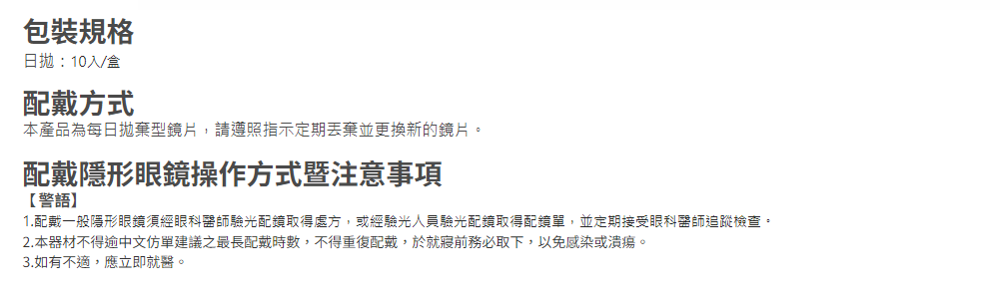 包裝規格
日拋：10入/盒
配戴方式
本產品為每日拋棄型鏡片，請遵照指示定期丟棄並更換新的鏡片。
配戴隱形眼鏡操作方式暨注意事項
【警語】
1.配戴一般隱形眼鏡須經眼科醫師驗光配鏡取得處方，或經驗光人員驗光配鏡取得配鏡單，並定期接受眼科醫師追蹤檢查。
2.本器材不得逾中文仿單建議之最長配戴時數，不得重復配戴，於就寢前務必取下，以免感染或潰瘍。
3.如有不適，應立即就醫。